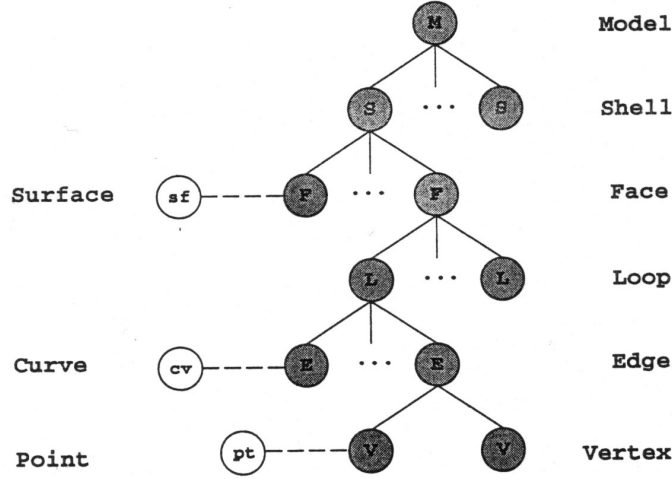 M Model
S ... S Shell
Surface sf F ... F Face
L ... L Loop
Curve cv E ... E Edge
Point pt V V Vertex